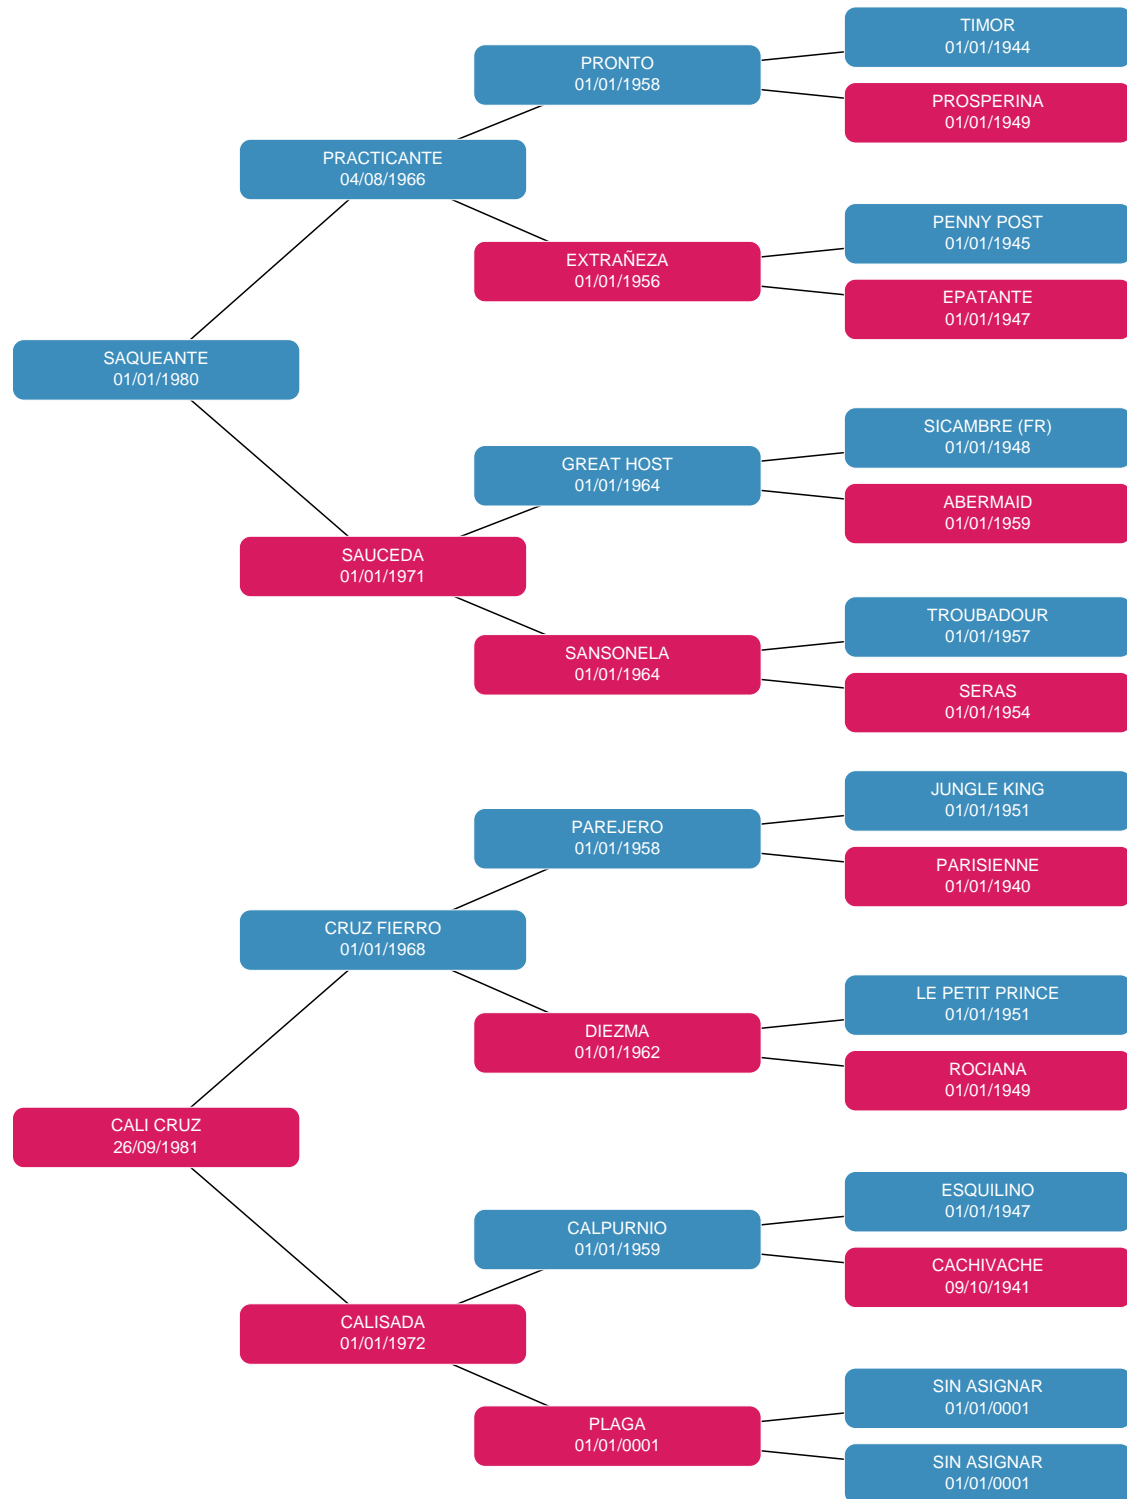 TIMOR
01/01/1944
PRONTO
01/01/1958
PROSPERINA
01/01/1949
PRACTICANTE
04/08/1966
PENNY POST
01/01/1945
EXTRAÑEZA
01/01/1956
EPATANTE
01/01/1947
SAQUEANTE
01/01/1980
SICAMBRE (FR)
01/01/1948
GREAT HOST
01/01/1964
ABERMAID
01/01/1959
SAUCEDA
01/01/1971
TROUBADOUR
01/01/1957
SANSONELA
01/01/1964
SERAS
01/01/1954
JUNGLE KING
01/01/1951
PAREJERO
01/01/1958
PARISIENNE
01/01/1940
CRUZ FIERRO
01/01/1968
LE PETIT PRINCE
01/01/1951
DIEZMA
01/01/1962
ROCIANA
01/01/1949
CALI CRUZ
26/09/1981
ESQUILINO
01/01/1947
CALPURNIO
01/01/1959
CACHIVACHE
09/10/1941
CALISADA
01/01/1972
SIN ASIGNAR
01/01/0001
PLAGA
01/01/0001
SIN ASIGNAR
01/01/0001